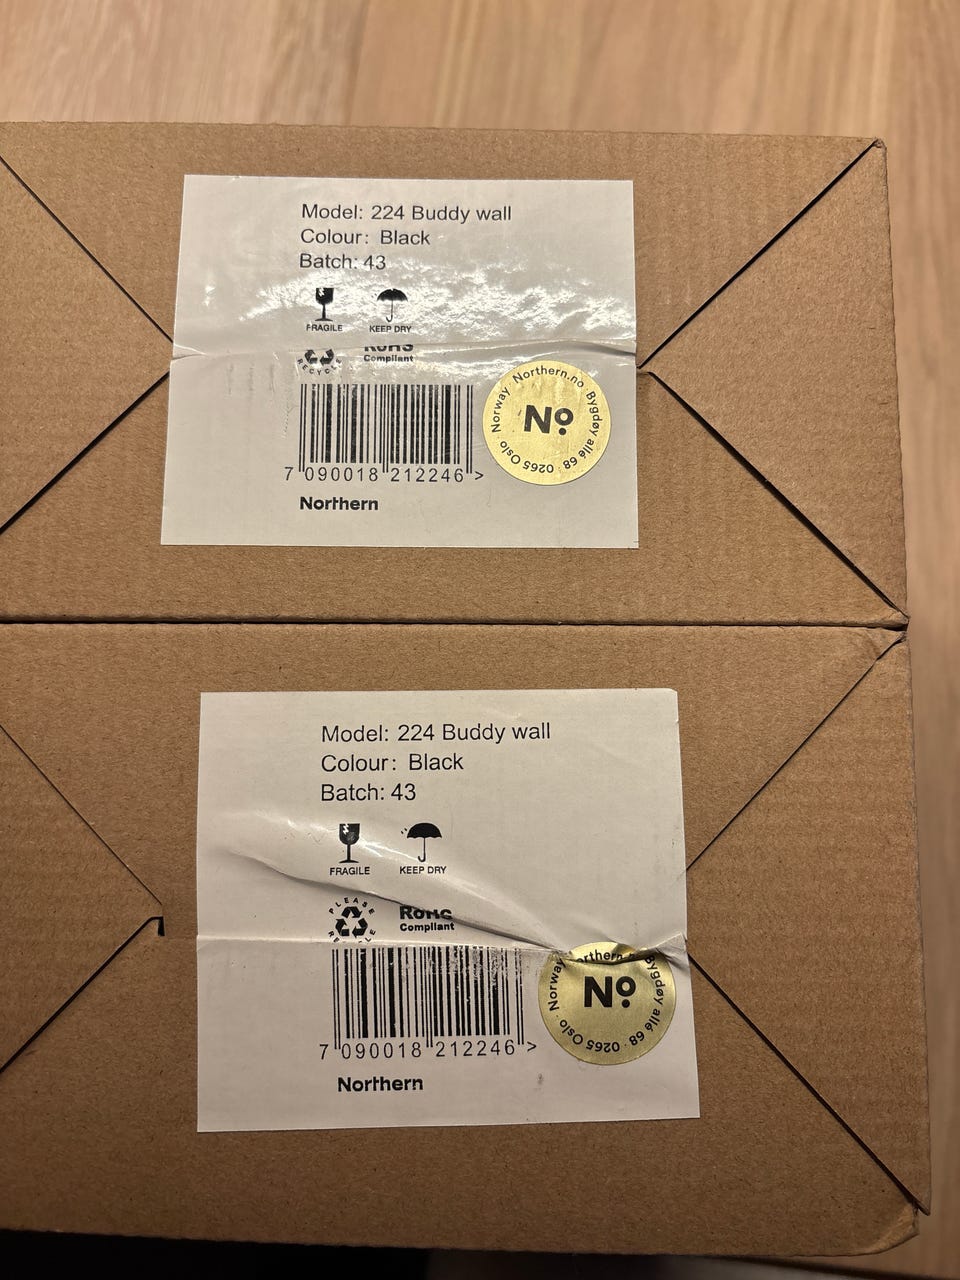 Model: 224 Buddy wall
Colour: Black
Batch: 43
FRAGILE
KEEP DRY
RECYCLE
RoHS
Compliant
Northern.no · Bygdøy allé 68 · 0265 Oslo · Norway
Nº
7 090018 212246 >
Northern
Model: 224 Buddy wall
Colour: Black
Batch: 43
FRAGILE
KEEP DRY
PLEASE
RoHS
Compliant
Bygdøy allé 68 · 0265 Oslo · Norway
Nº
7 090018 212246 >
Northern